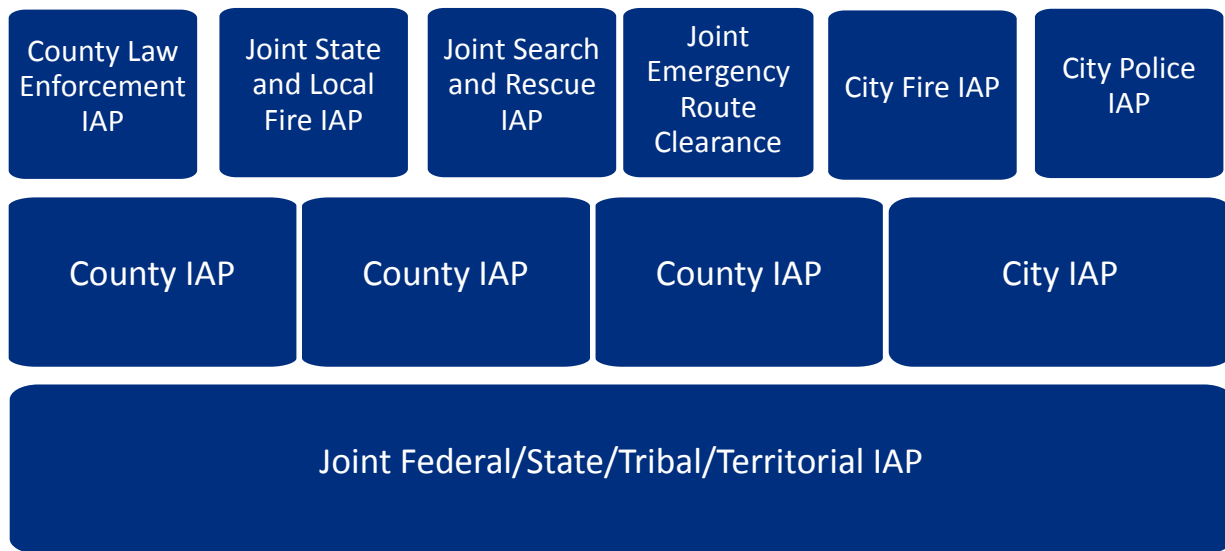 County Law
Enforcement
IAP
Joint State
and Local
Fire IAP
Joint Search
and Rescue
IAP
Joint
Emergency
Route
Clearance
City Fire IAP
City Police
IAP
County IAP
County IAP
County IAP
City IAP
Joint Federal/State/Tribal/Territorial IAP